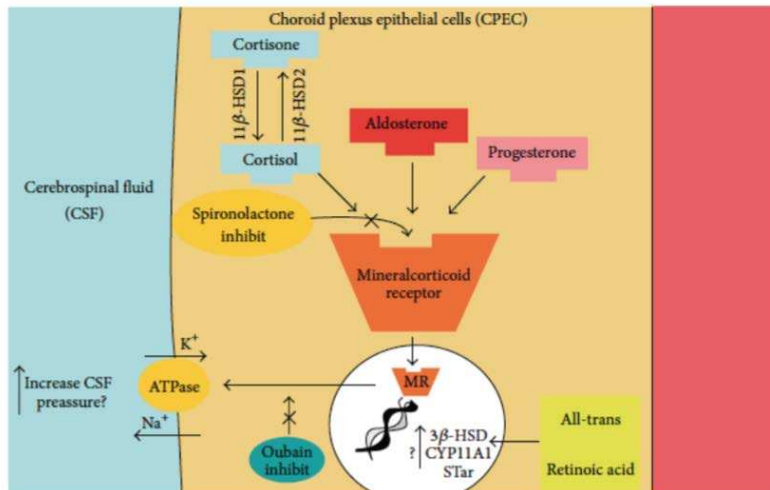 Choroid plexus epithelial cells (CPEC)
Cortisone
11β-HSD1
11β-HSD2
Cortisol
Aldosterone
Progesterone
Cerebrospinal fluid
(CSF)
Spironolactone
inhibit
Mineralcorticoid
receptor
K+
ATPase
Increase CSF
preassure?
Na+
MR
Oubain
inhibit
?
3β-HSD
CYP11A1
STar
All-trans
Retinoic acid